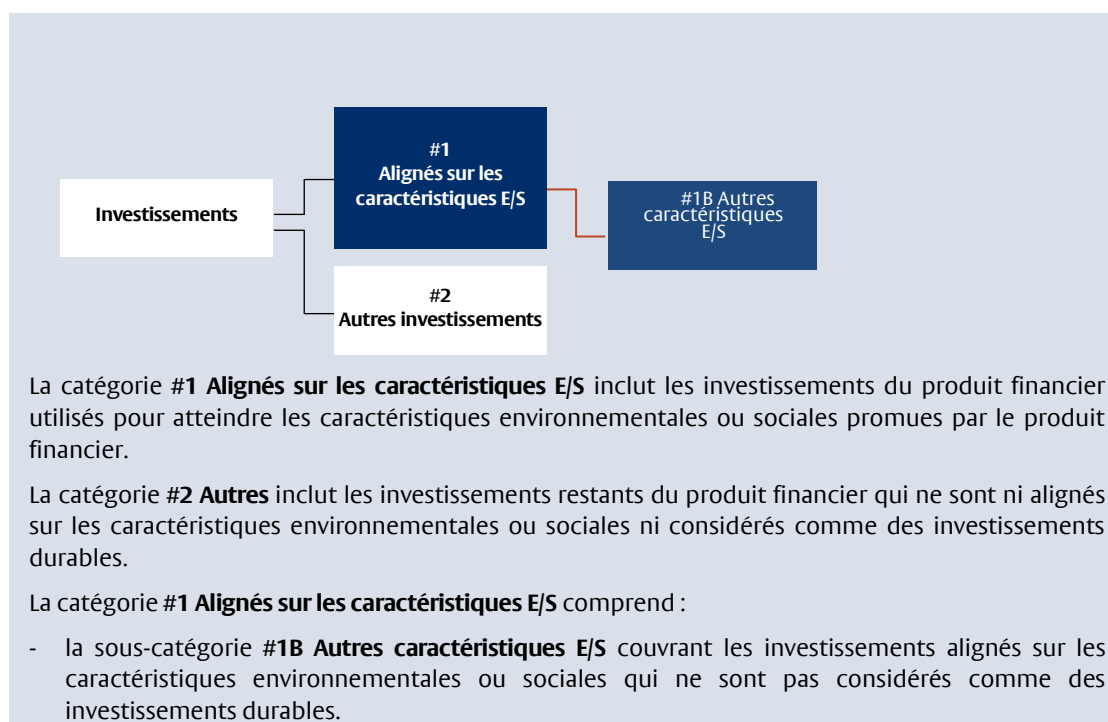 #1
Alignés sur les
caractéristiques E/S
Investissements
#1B Autres
caractéristiques
E/S
#2
Autres investissements
La catégorie #1 Alignés sur les caractéristiques E/S inclut les investissements du produit financier
utilisés pour atteindre les caractéristiques environnementales ou sociales promues par le produit
financier.
La catégorie #2 Autres inclut les investissements restants du produit financier qui ne sont ni alignés
sur les caractéristiques environnementales ou sociales ni considérés comme des investissements
durables.
La catégorie #1 Alignés sur les caractéristiques E/S comprend :
- la sous-catégorie #1B Autres caractéristiques E/S couvrant les investissements alignés sur les
caractéristiques environnementales ou sociales qui ne sont pas considérés comme des
investissements durables.